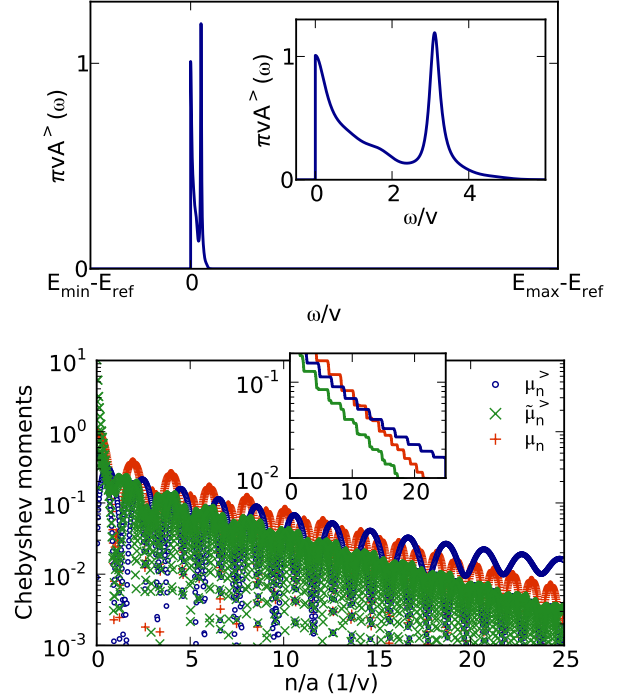 1
0
πvA^> (ω)
E_min-E_ref
0
E_max-E_ref
ω/v
1
0
πvA^> (ω)
0 2 4
ω/v
10^1
10^0
10^-1
10^-2
10^-3
Chebyshev moments
0 5 10 15 20 25
n/a (1/v)
10^-1
10^-2
0 10 20
μ_n^>
μ̃_n^>
μ_n